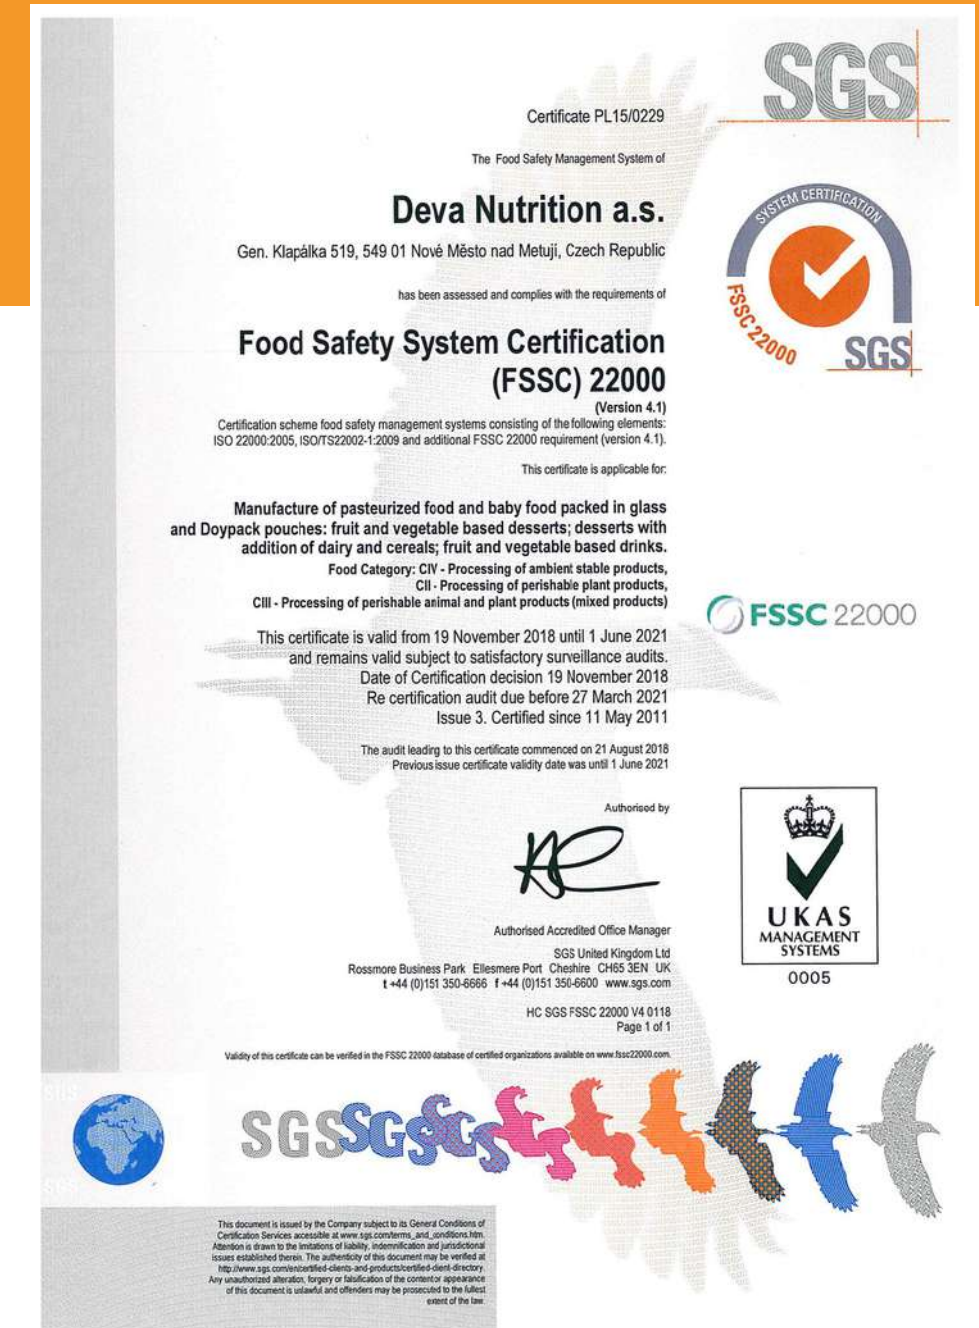 SGS
Certificate PL15/0229
The Food Safety Management System of
Deva Nutrition a.s.
Gen. Klapálka 519, 549 01 Nové Město nad Metují, Czech Republic
has been assessed and complies with the requirements of
SYSTEM CERTIFICATION
FSSC 22000
SGS
Food Safety System Certification
(FSSC) 22000
(Version 4.1)
Certification scheme food safety management systems consisting of the following elements:
ISO 22000:2005, ISO/TS22002-1:2009 and additional FSSC 22000 requirement (version 4.1).
This certificate is applicable for:
Manufacture of pasteurized food and baby food packed in glass
and Doypack pouches: fruit and vegetable based desserts; desserts with
addition of dairy and cereals; fruit and vegetable based drinks.
Food Category: CIV - Processing of ambient stable products,
CII - Processing of perishable plant products,
CIII - Processing of perishable animal and plant products (mixed products)
FSSC 22000
This certificate is valid from 19 November 2018 until 1 June 2021
and remains valid subject to satisfactory surveillance audits.
Date of Certification decision 19 November 2018
Re certification audit due before 27 March 2021
Issue 3. Certified since 11 May 2011
The audit leading to this certificate commenced on 21 August 2018
Previous issue certificate validity date was until 1 June 2021
Authorised by
Authorised Accredited Office Manager
SGS United Kingdom Ltd
Rossmore Business Park Ellesmere Port Cheshire CH65 3EN UK
t +44 (0)151 350-6666 f +44 (0)151 350-6600 www.sgs.com
UKAS
MANAGEMENT
SYSTEMS
0005
HC SGS FSSC 22000 V4 0118
Page 1 of 1
Validity of this certificate can be verified in the FSSC 22000 database of certified organizations available on www.fssc22000.com.
SGS
SGS
SGSSGSSGS
This document is issued by the Company subject to its General Conditions of
Certification Services accessible at www.sgs.com/terms_and_conditions.htm.
Attention is drawn to the limitations of liability, indemnification and jurisdictional
issues established therein. The authenticity of this document may be verified at
http://www.sgs.com/en/certified-clients-and-products/certified-client-directory.
Any unauthorized alteration, forgery or falsification of the content or appearance
of this document is unlawful and offenders may be prosecuted to the fullest
extent of the law.